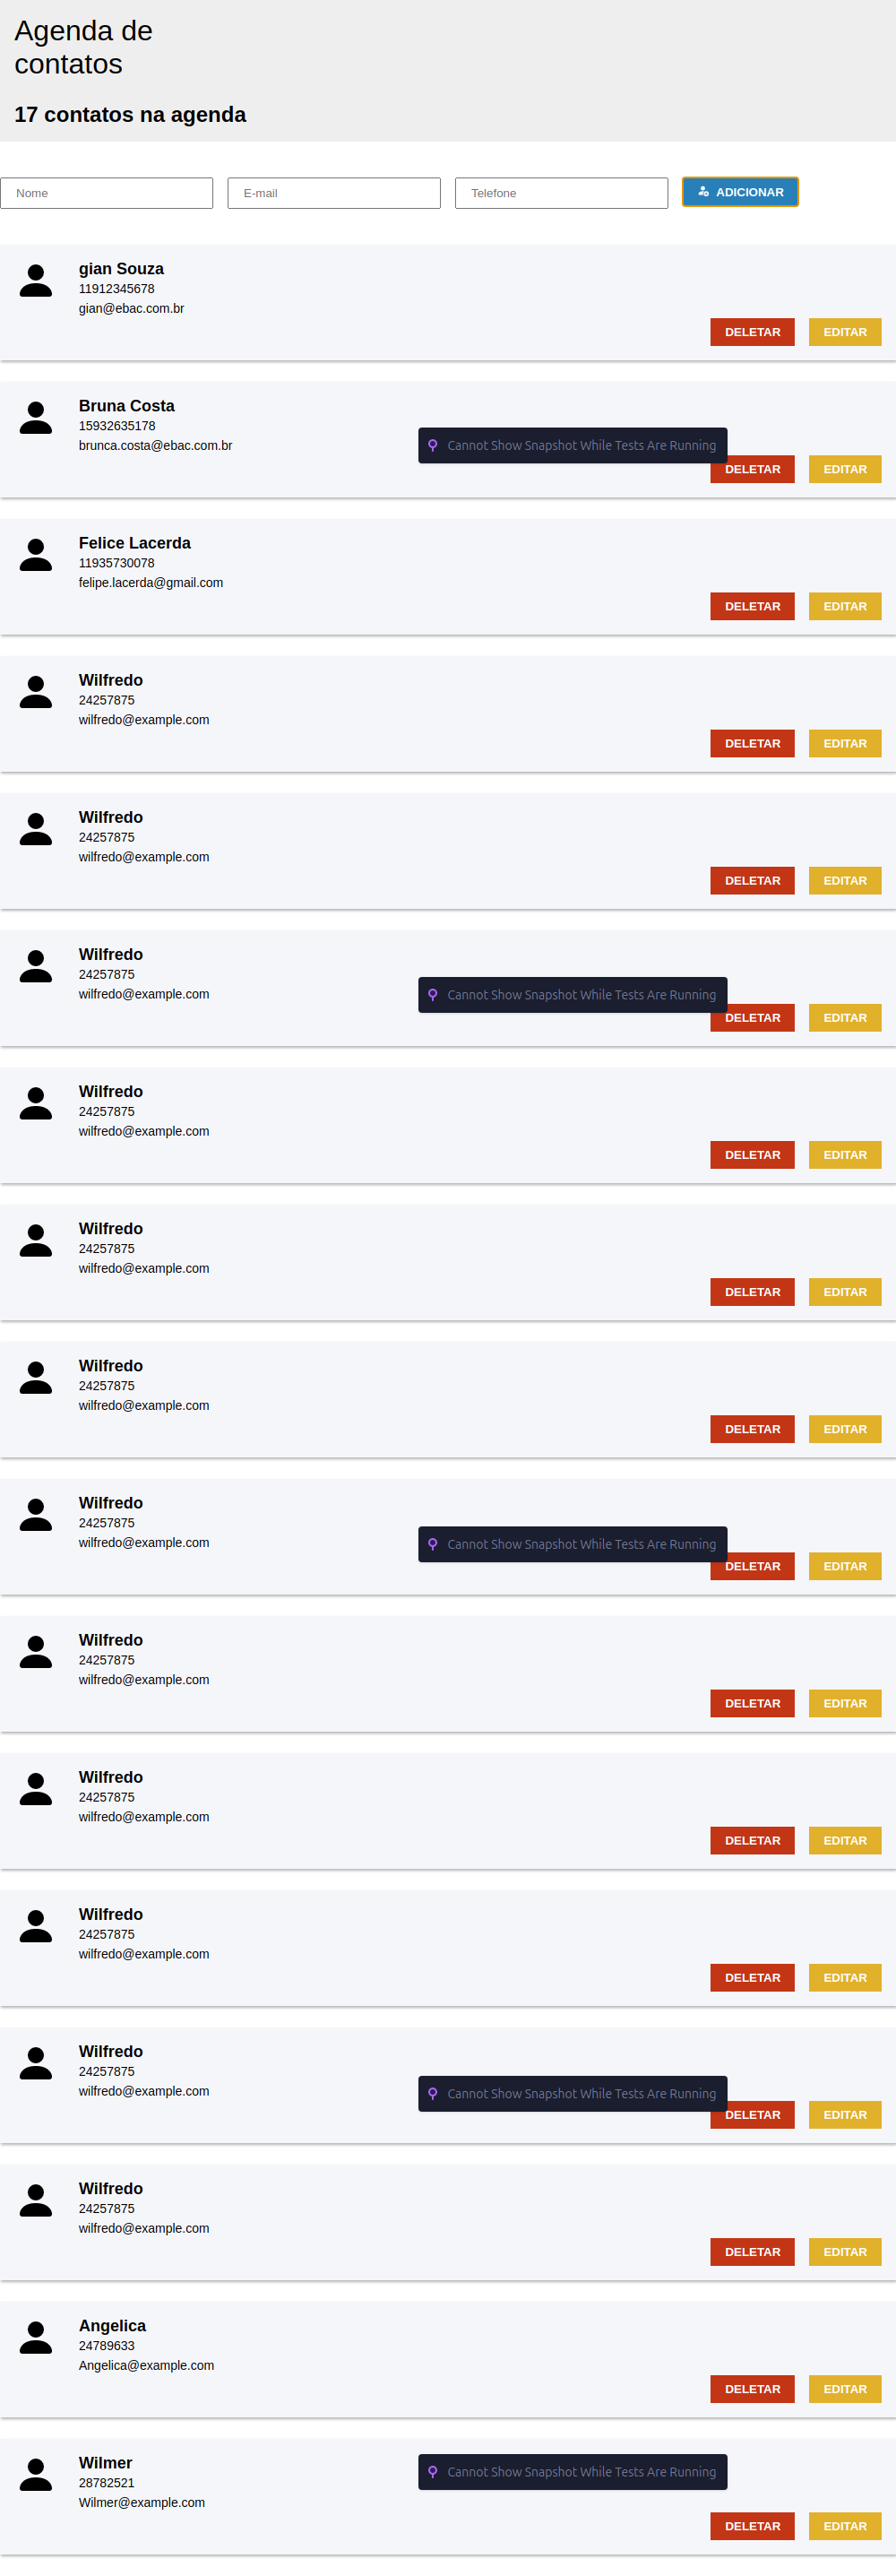 Agenda de
contatos
17 contatos na agenda
Nome E-mail Telefone ADICIONAR
gian Souza
11912345678
gian@ebac.com.br
DELETAR EDITAR
Bruna Costa
15932635178
brunca.costa@ebac.com.br
Cannot Show Snapshot While Tests Are Running
DELETAR EDITAR
Felice Lacerda
11935730078
felipe.lacerda@gmail.com
DELETAR EDITAR
Wilfredo
24257875
wilfredo@example.com
DELETAR EDITAR
Wilfredo
24257875
wilfredo@example.com
DELETAR EDITAR
Wilfredo
24257875
wilfredo@example.com
Cannot Show Snapshot While Tests Are Running
DELETAR EDITAR
Wilfredo
24257875
wilfredo@example.com
DELETAR EDITAR
Wilfredo
24257875
wilfredo@example.com
DELETAR EDITAR
Wilfredo
24257875
wilfredo@example.com
DELETAR EDITAR
Wilfredo
24257875
wilfredo@example.com
Cannot Show Snapshot While Tests Are Running
DELETAR EDITAR
Wilfredo
24257875
wilfredo@example.com
DELETAR EDITAR
Wilfredo
24257875
wilfredo@example.com
DELETAR EDITAR
Wilfredo
24257875
wilfredo@example.com
DELETAR EDITAR
Wilfredo
24257875
wilfredo@example.com
Cannot Show Snapshot While Tests Are Running
DELETAR EDITAR
Wilfredo
24257875
wilfredo@example.com
DELETAR EDITAR
Angelica
24789633
Angelica@example.com
DELETAR EDITAR
Wilmer
28782521
Wilmer@example.com
Cannot Show Snapshot While Tests Are Running
DELETAR EDITAR